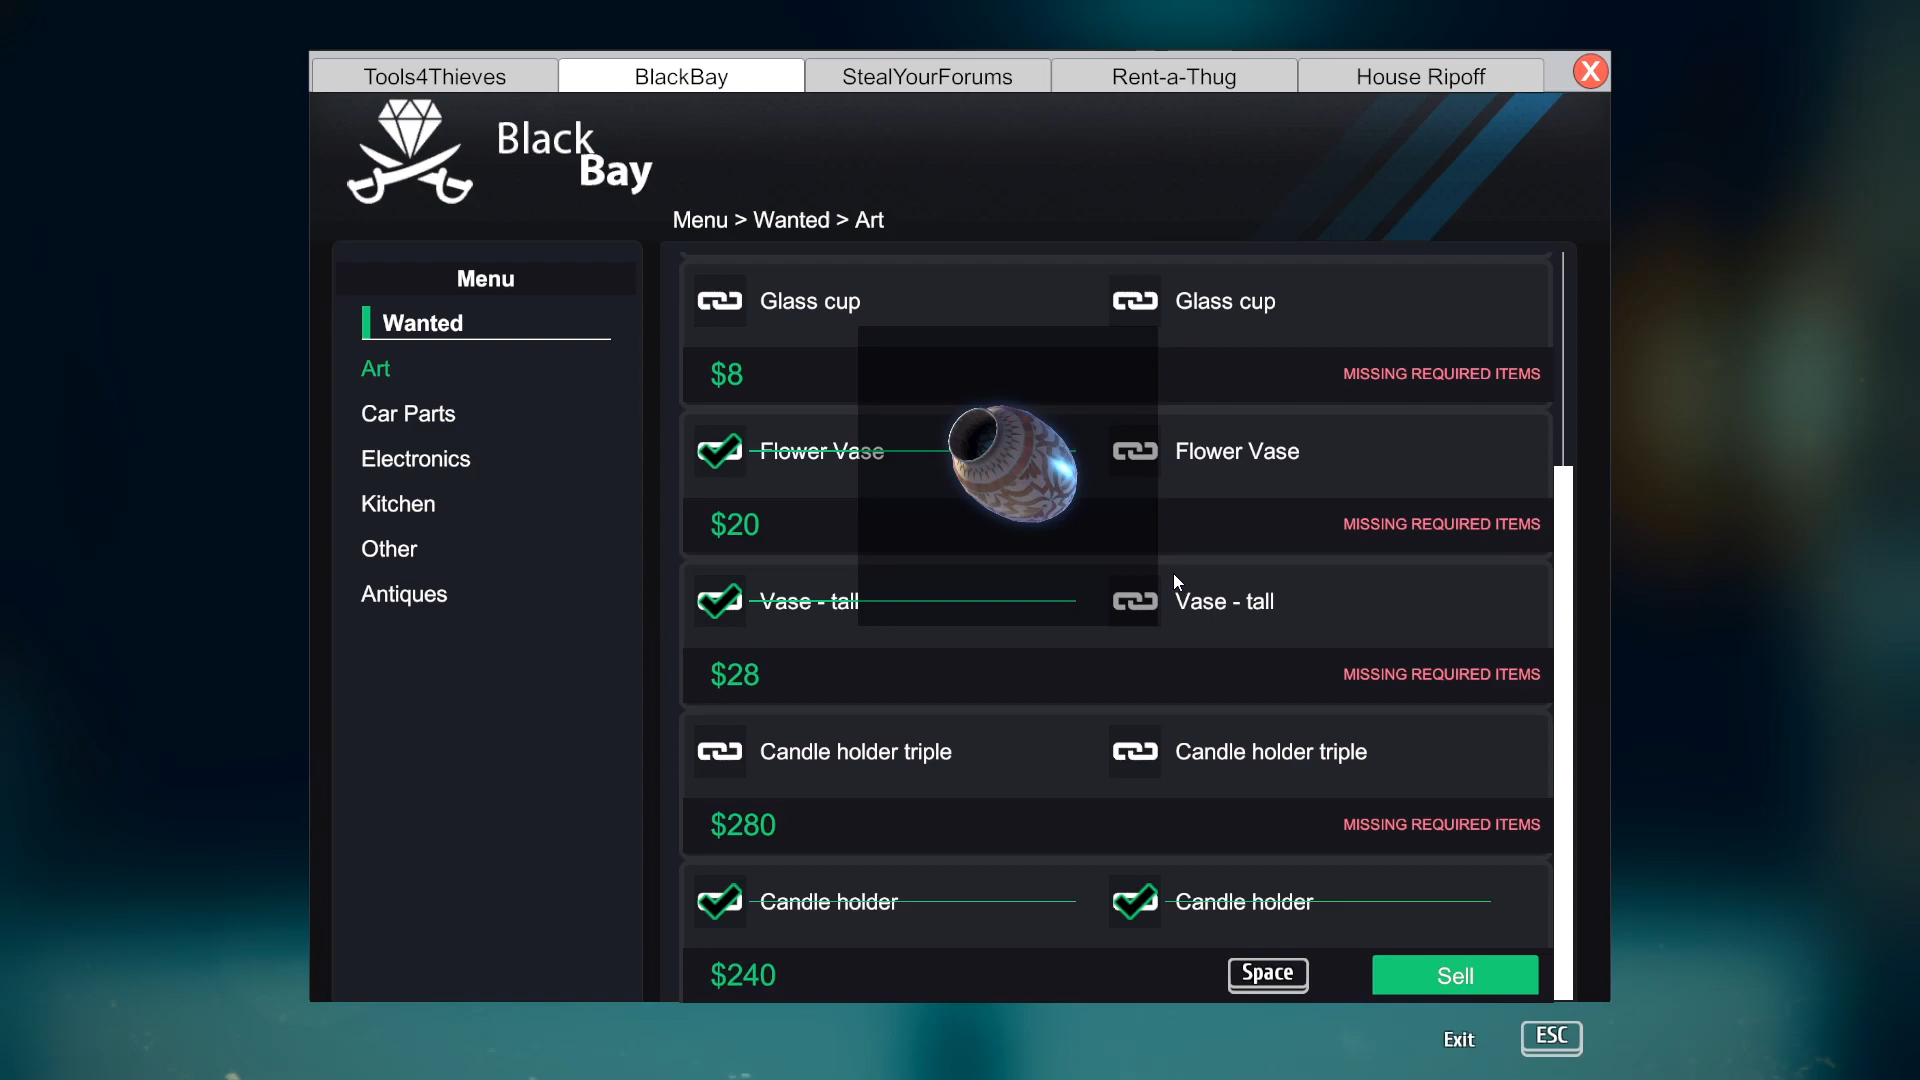 Tools4Thieves BlackBay StealYourForums Rent-a-Thug House Ripoff X
Black
Bay
Menu > Wanted > Art
Menu
Wanted
Art
Car Parts
Electronics
Kitchen
Other
Antiques
Glass cup Glass cup
$8 MISSING REQUIRED ITEMS
Flower Vase Flower Vase
$20 MISSING REQUIRED ITEMS
Vase - tall Vase - tall
$28 MISSING REQUIRED ITEMS
Candle holder triple Candle holder triple
$280 MISSING REQUIRED ITEMS
Candle holder Candle holder
$240 Space Sell
Exit ESC